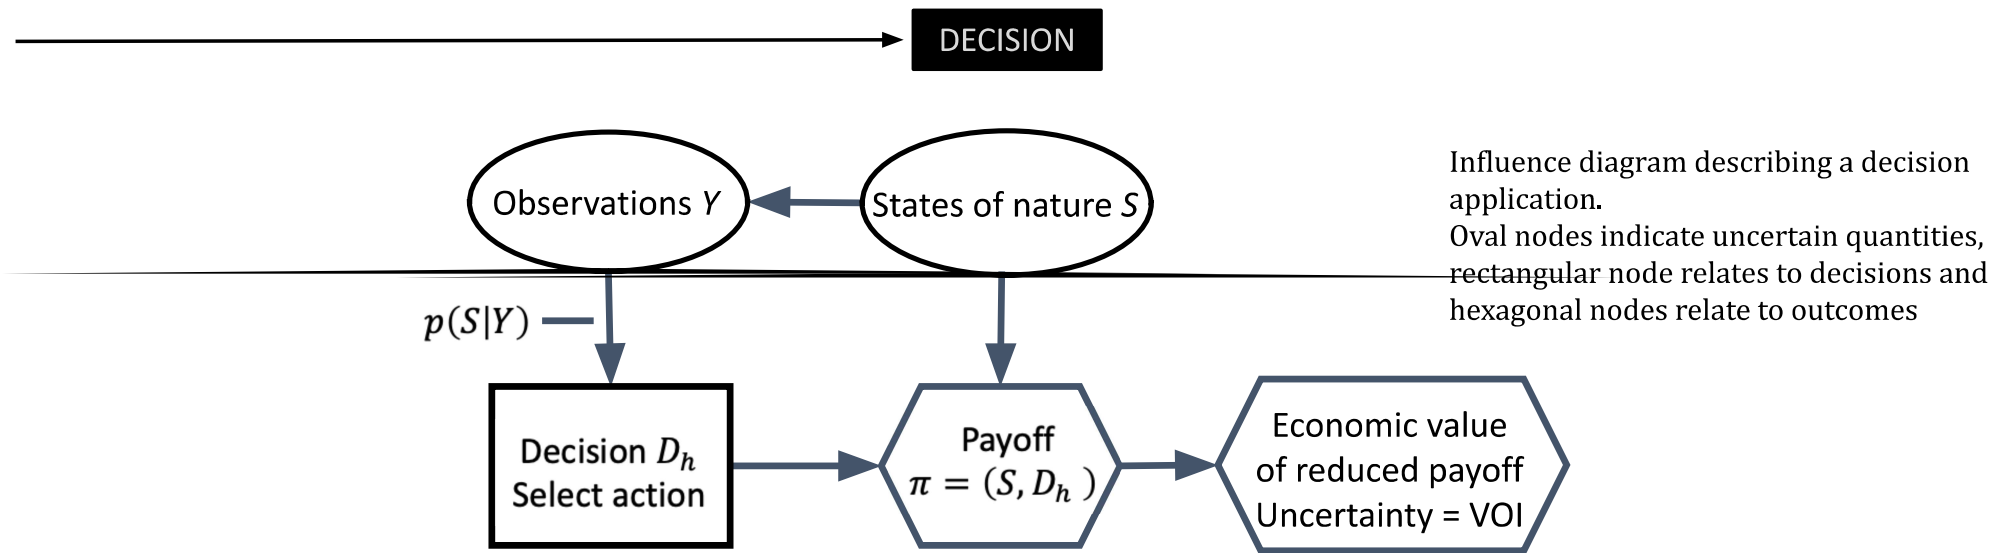 DECISION
Observations Y
States of nature S
Influence diagram describing a decision
application.
Oval nodes indicate uncertain quantities,
rectangular node relates to decisions and
hexagonal nodes relate to outcomes
p(S|Y)
Decision D_h
Select action
Payoff
π = (S, D_h )
Economic value
of reduced payoff
Uncertainty = VOI